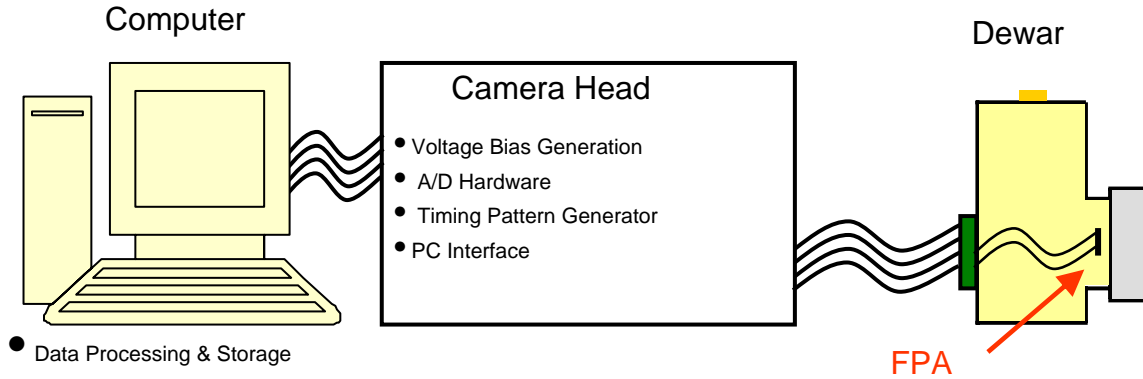 Computer
Camera Head
● Voltage Bias Generation
● A/D Hardware
● Timing Pattern Generator
● PC Interface
● Data Processing & Storage
Dewar
FPA